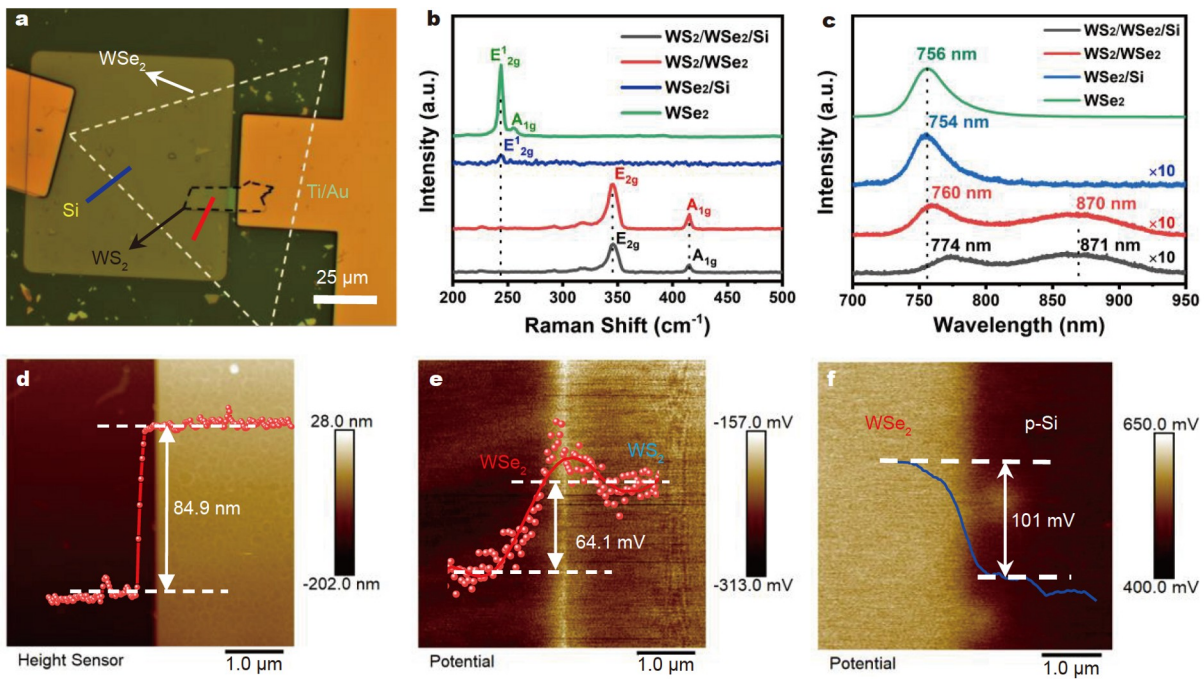 a
WSe2
Si
Ti/Au
WS2
25 µm
b
Intensity (a.u.)
WS2/WSe2/Si
WS2/WSe2
WSe2/Si
WSe2
E¹2g
A1g
E¹2g
E2g
A1g
E2g
A1g
200 250 300 350 400 450 500
Raman Shift (cm⁻¹)
c
Intensity (a.u.)
WS2/WSe2/Si
WS2/WSe2
WSe2/Si
WSe2
756 nm
754 nm
×10
760 nm
870 nm
×10
774 nm
871 nm
×10
700 750 800 850 900 950
Wavelength (nm)
d
28.0 nm
84.9 nm
-202.0 nm
Height Sensor
1.0 µm
e
-157.0 mV
WSe2
WS2
64.1 mV
-313.0 mV
Potential
1.0 µm
f
WSe2
p-Si
650.0 mV
101 mV
400.0 mV
Potential
1.0 µm